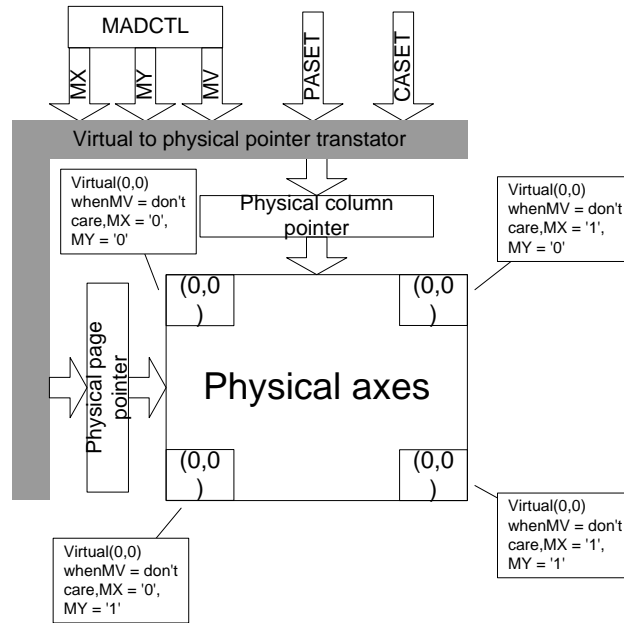 MADCTL
MX
MY
MV
PASET
CASET
Virtual to physical pointer transtator
Virtual(0,0)
whenMV = don't
care,MX = '0',
MY = '0'
Physical column
pointer
Virtual(0,0)
whenMV = don't
care,MX = '1',
MY = '0'
(0,0
)
(0,0
)
Physical page
pointer
Physical axes
(0,0
)
(0,0
)
Virtual(0,0)
whenMV = don't
care,MX = '0',
MY = '1'
Virtual(0,0)
whenMV = don't
care,MX = '1',
MY = '1'